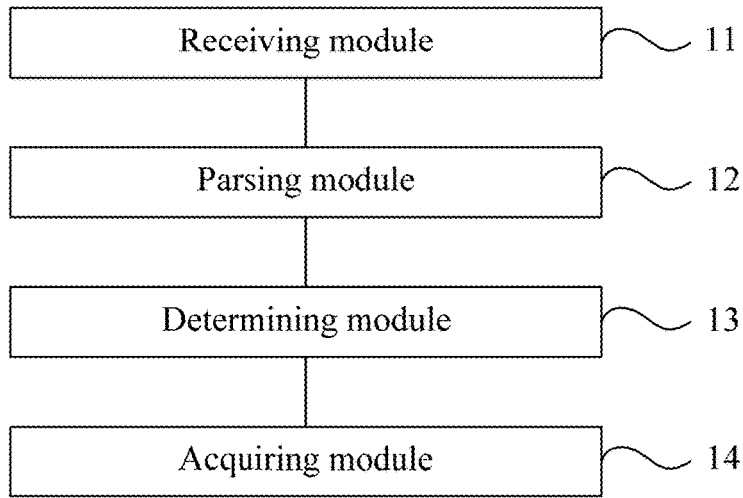 Receiving module 11
Parsing module 12
Determining module 13
Acquiring module 14